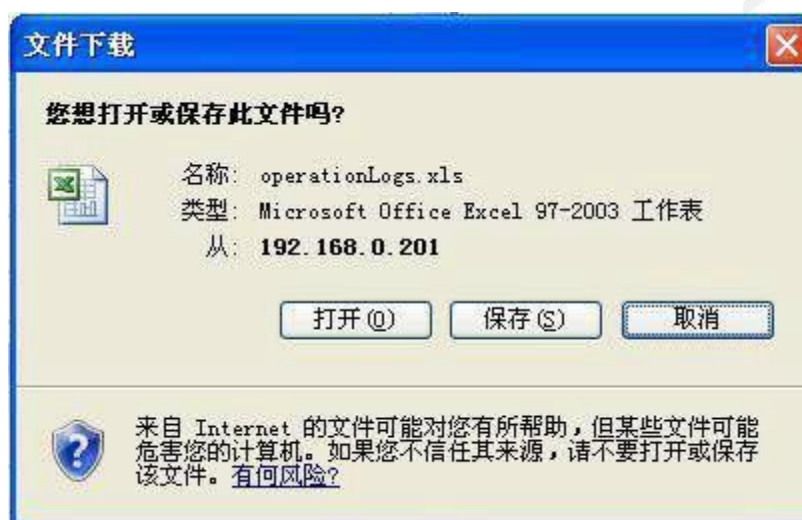 文件下载
您想打开或保存此文件吗?
名称: operationLogs.xls
类型: Microsoft Office Excel 97-2003 工作表
从: 192.168.0.201
打开(O) 保存(S) 取消
来自 Internet 的文件可能对您有所帮助，但某些文件可能
危害您的计算机。如果您不信任其来源，请不要打开或保存
该文件。有何风险?